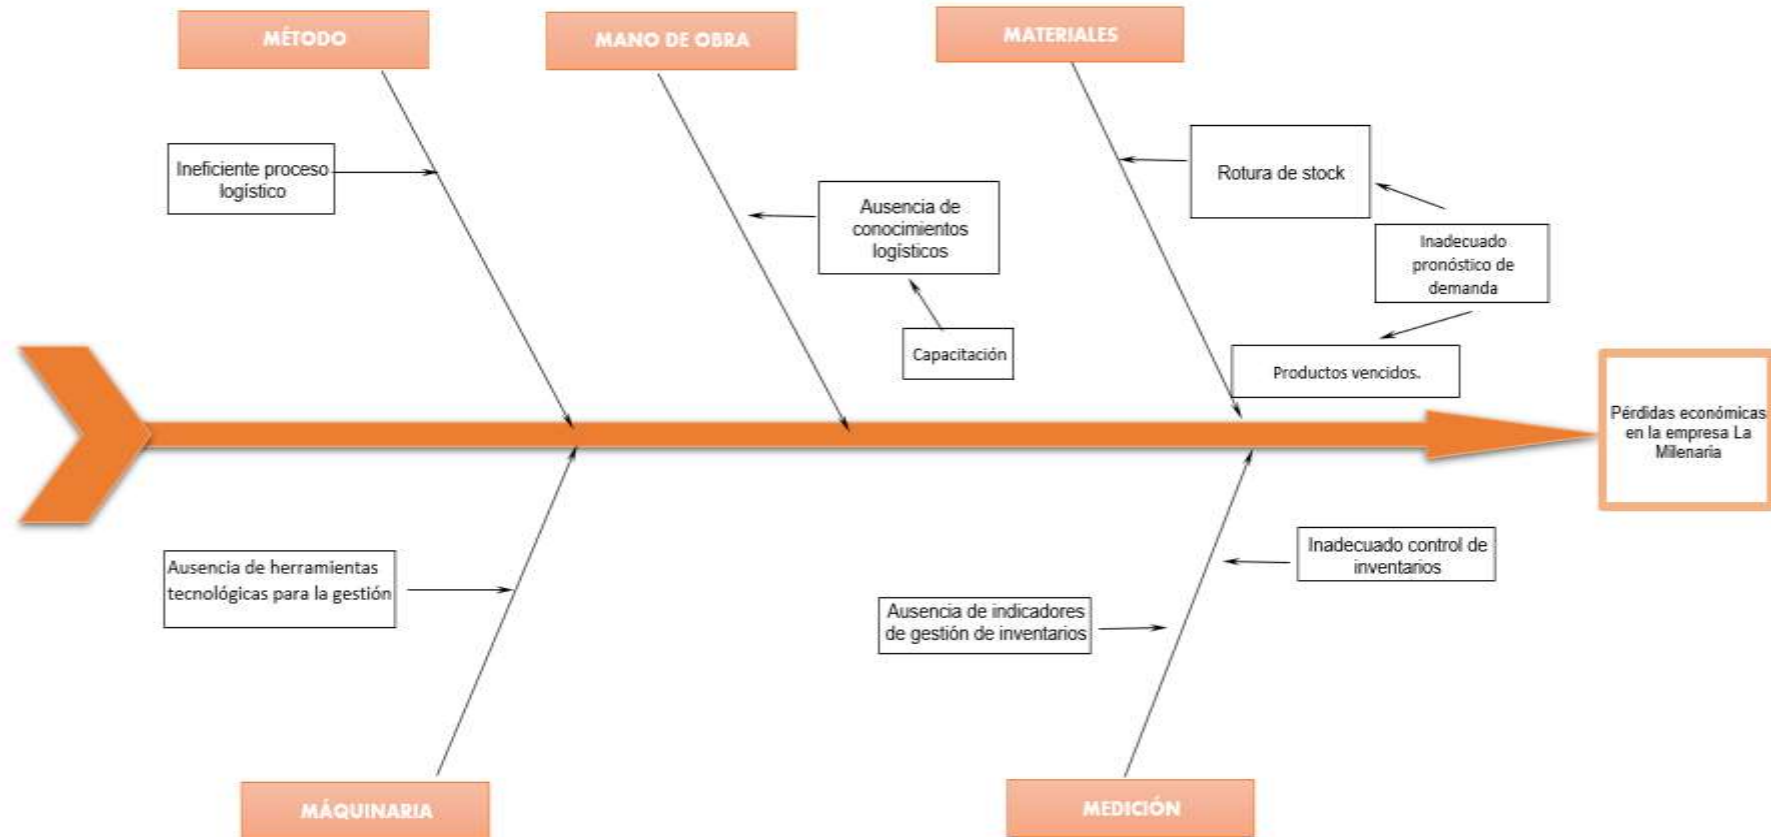 MÉTODO
MANO DE OBRA
MATERIALES
Ineficiente proceso
logístico
Ausencia de
conocimientos
logísticos
Capacitación
Rotura de stock
Inadecuado
pronóstico de
demanda
Productos vencidos.
Pérdidas económicas
en la empresa La
Milenaria
Ausencia de herramientas
tecnológicas para la gestión
Ausencia de indicadores
de gestión de inventarios
Inadecuado control de
inventarios
MÁQUINARIA
MEDICIÓN